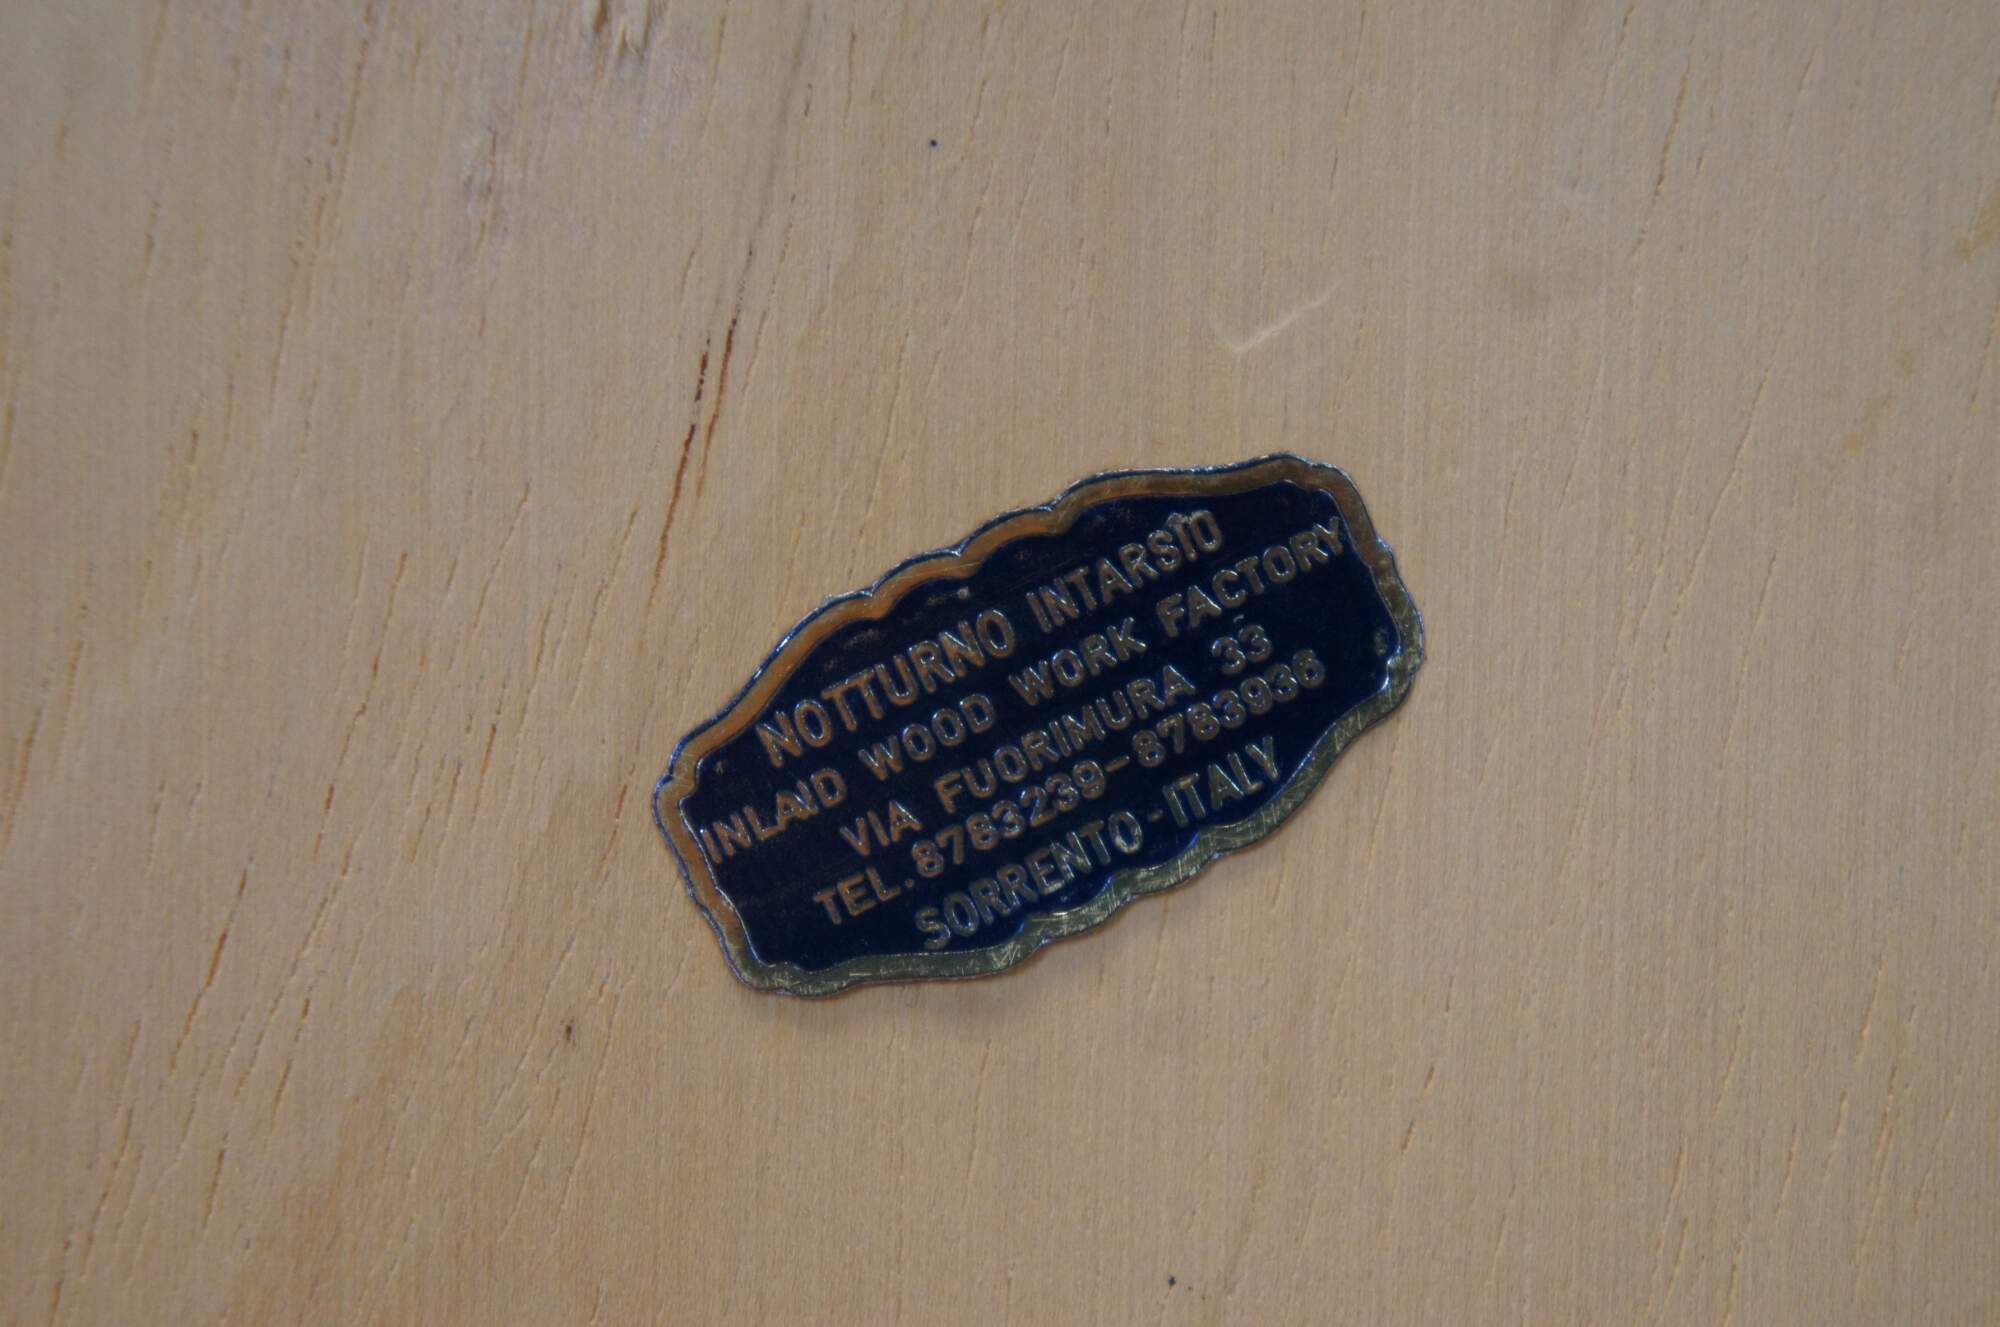 NOTTURNO INTARSIO
INLAID WOOD WORK FACTORY
VIA FUORIMURA 33
TEL. 8783239-8783936
SORRENTO-ITALY